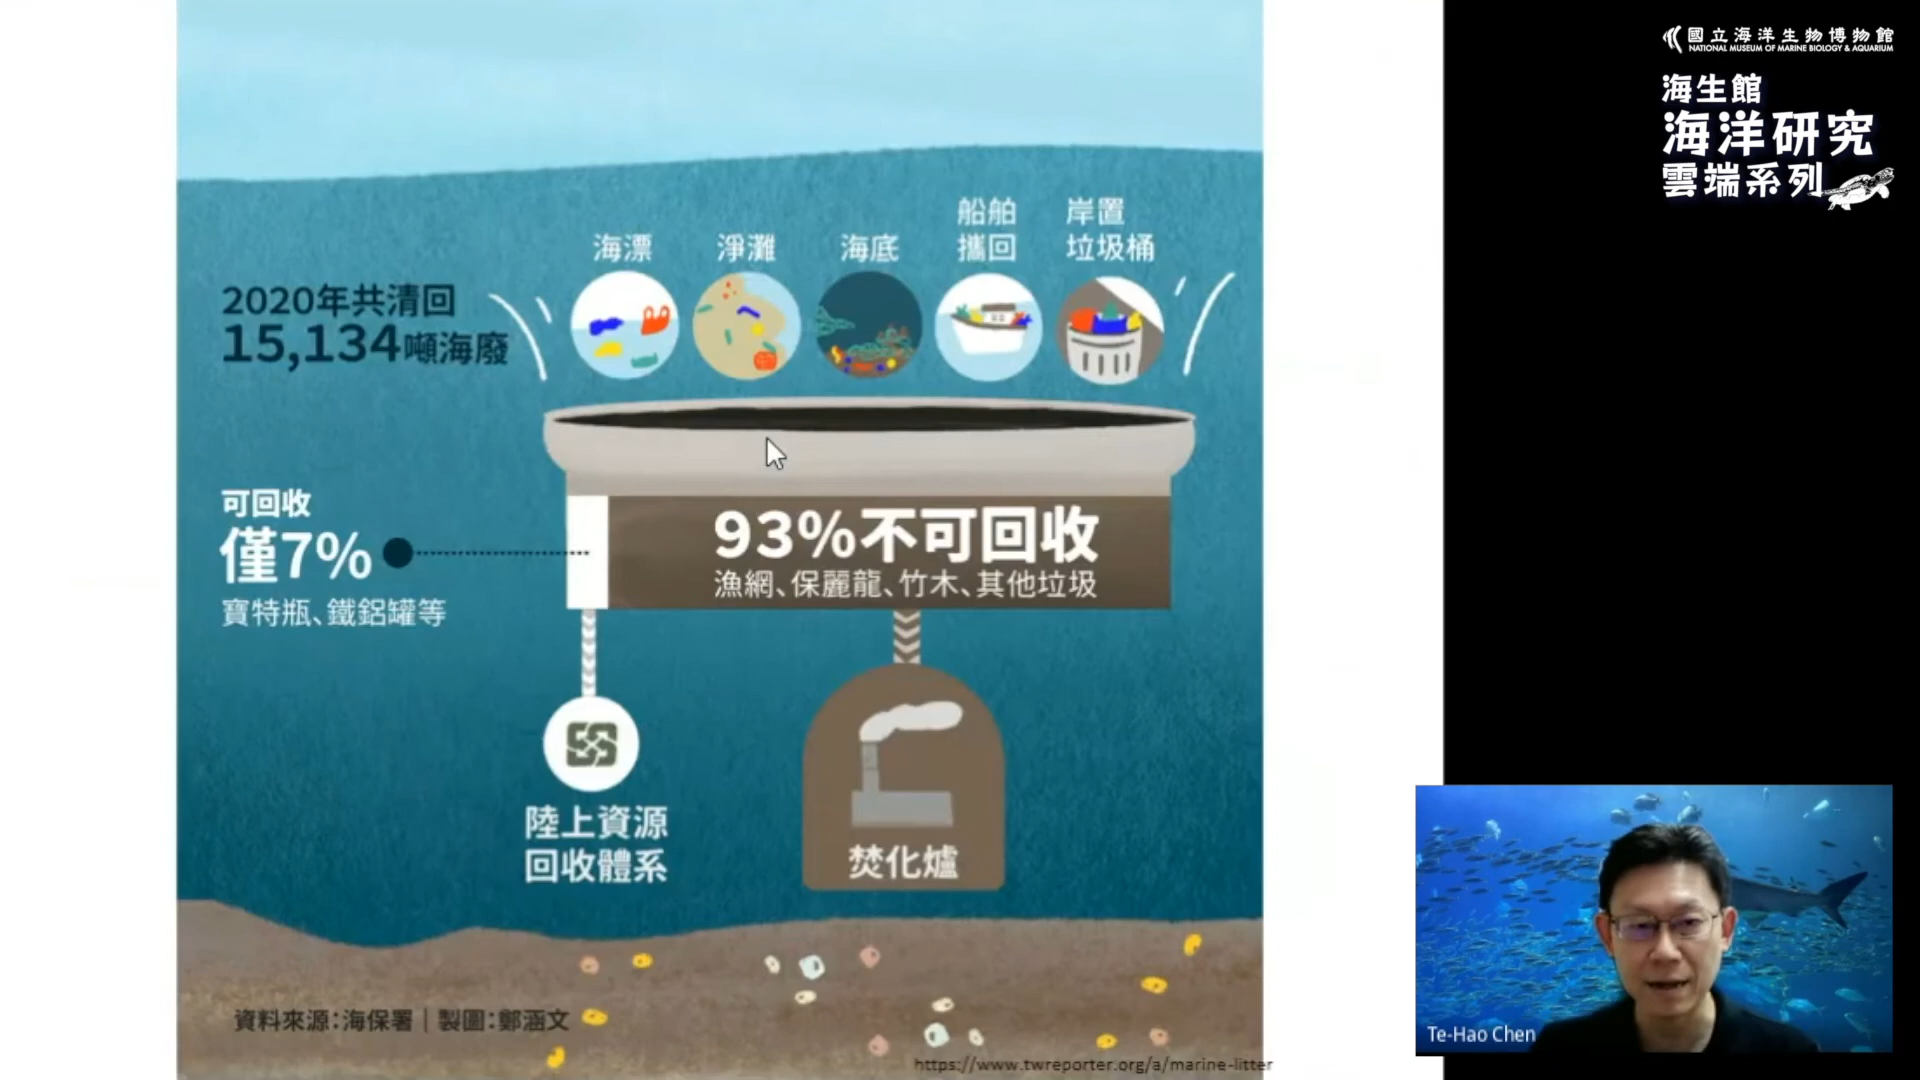 國立海洋生物博物館
NATIONAL MUSEUM OF MARINE BIOLOGY & AQUARIUM
海生館
海洋研究
雲端系列
海漂
淨灘
海底
船舶
攜回
岸置
垃圾桶
2020年共清回
15,134噸海廢
可回收
僅7%
寶特瓶、鐵鋁罐等
93%不可回收
漁網、保麗龍、竹木、其他垃圾
陸上資源
回收體系
焚化爐
資料來源:海保署｜製圖:鄭涵文
https://www.twreporter.org/a/marine-litter
Te-Hao Chen